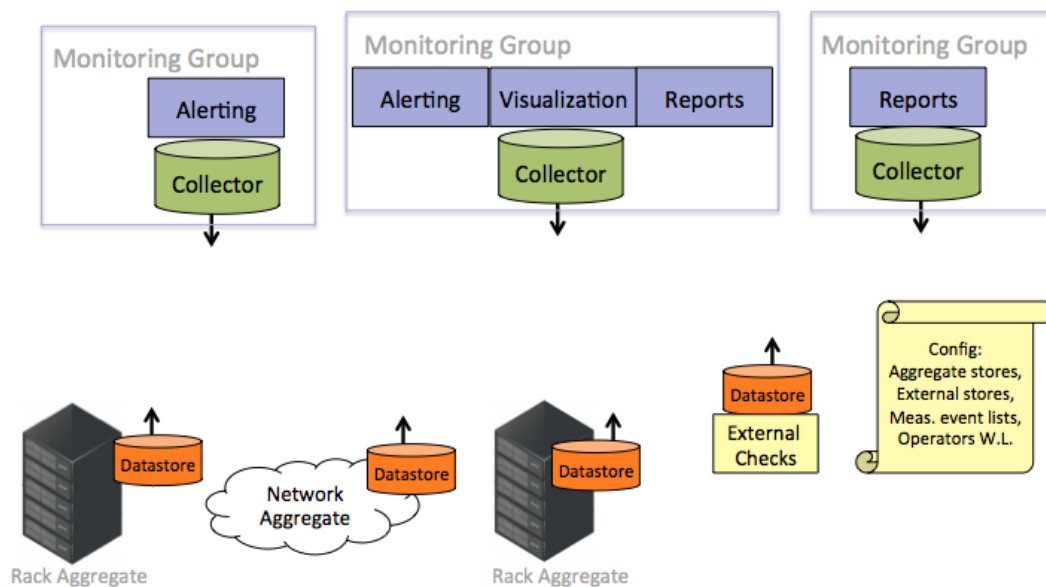 Monitoring Group
Alerting
Collector
Monitoring Group
Alerting
Visualization
Reports
Collector
Monitoring Group
Reports
Collector
Datastore
Rack Aggregate
Datastore
Network
Aggregate
Datastore
Rack Aggregate
Datastore
External
Checks
Config:
Aggregate stores,
External stores,
Meas. event lists,
Operators W.L.